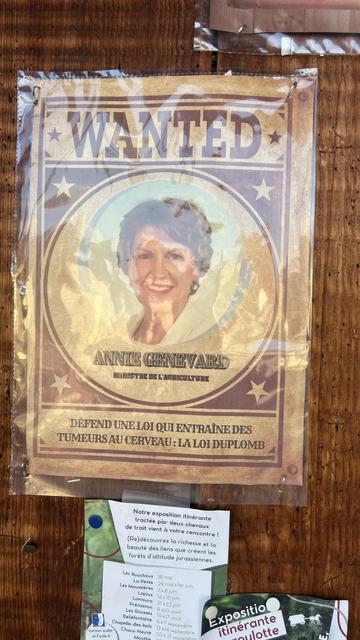 WANTED
ANNIE GENEVARD
MINISTRE DE L'AGRICULTURE
DÉFEND UNE LOI QUI ENTRAÎNE DES
TUMEURS AU CERVEAU : LA LOI DUPLOMB
Notre exposition itinérante
tractée par deux chevaux
de trait vient à votre rencontre !
(Re)découvrez la richesse et la
beauté des liens que créent les
forêts d'altitude jurassiennes.
Les Bouchoux
La Pesse
Les Moussières
Lajoux
Lamoura
Prémanon
Les Rousses
Bellefontaine
Chapelle-des-bois
Chaux-Neuve
Exposition
itinérante